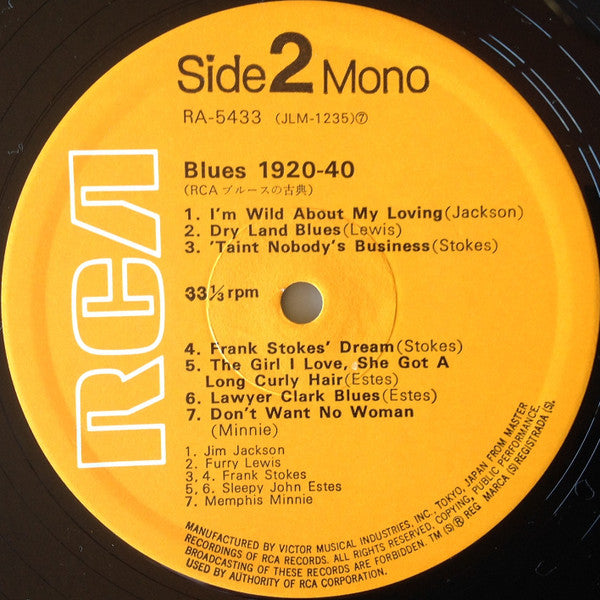 Side 2 Mono
RA-5433 (JLM-1235)⑦
RCA
Blues 1920-40
(RCA ブルースの古典)
1. I'm Wild About My Loving(Jackson)
2. Dry Land Blues(Lewis)
3. 'Taint Nobody's Business(Stokes)
33⅓ rpm
4. Frank Stokes' Dream(Stokes)
5. The Girl I Love, She Got A
Long Curly Hair(Estes)
6. Lawyer Clark Blues(Estes)
7. Don't Want No Woman
(Minnie)
1. Jim Jackson
2. Furry Lewis
3, 4. Frank Stokes
5, 6. Sleepy John Estes
7. Memphis Minnie
MANUFACTURED BY VICTOR MUSICAL INDUSTRIES, INC. TOKYO, JAPAN FROM MASTER
RECORDINGS OF RCA RECORDS. ALL RIGHTS RESERVED, COPYING, PUBLIC PERFORMANCE,
BROADCASTING OF THESE RECORDS ARE FORBIDDEN. TM (S) ® REG MARCA (S) REGISTRADA (S).
USED BY AUTHORITY OF RCA CORPORATION.